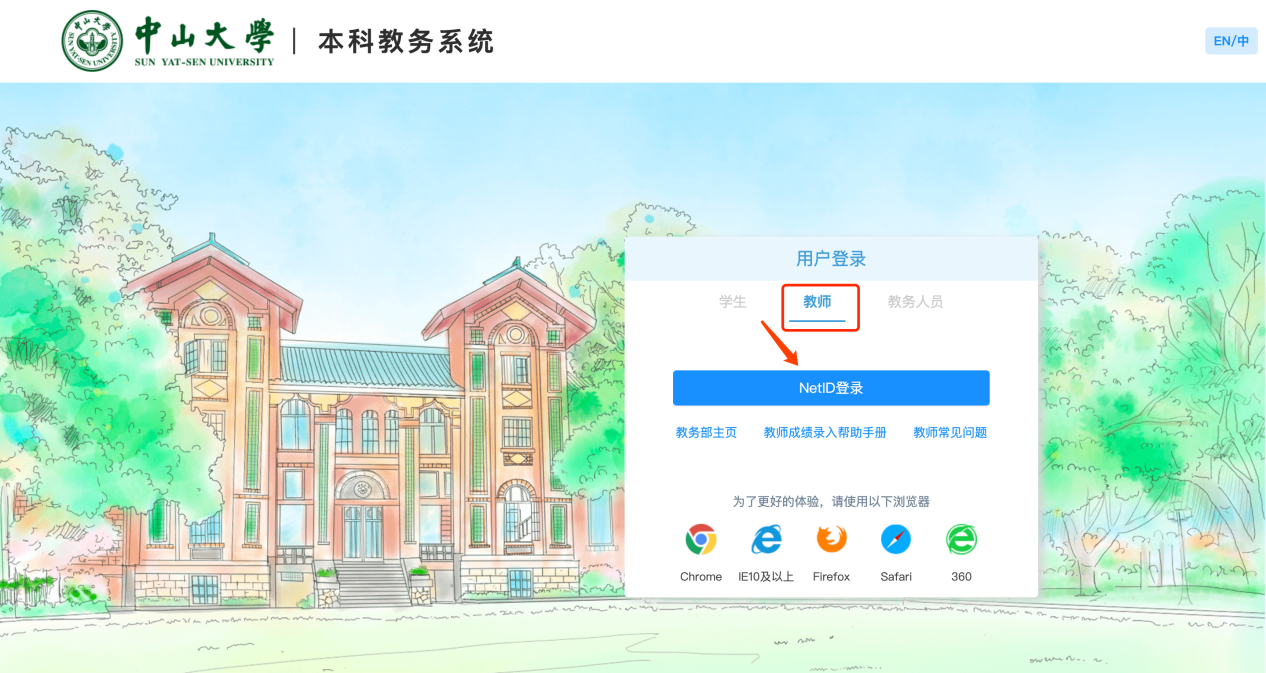 中山大學
SUN YAT-SEN UNIVERSITY
本科教务系统
EN/中
用户登录
学生 教师 教务人员
NetID登录
教务部主页 教师成绩录入帮助手册 教师常见问题
为了更好的体验，请使用以下浏览器
Chrome IE10及以上 Firefox Safari 360